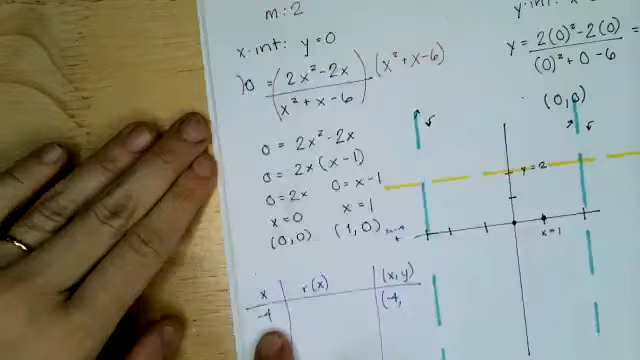 m: 2
x-int: y=0
0 = (2x²-2x / x²+x-6) (x²+x-6)
0 = 2x²-2x
0 = 2x(x-1)
0=2x 0=x-1
x=0 x=1
(0,0) (1,0)
x r(x) (x,y)
-4 (-4,
y-int:
y = 2(0)²-2(0) / (0)²+0-6 =
(0,0)
y=2
x=1